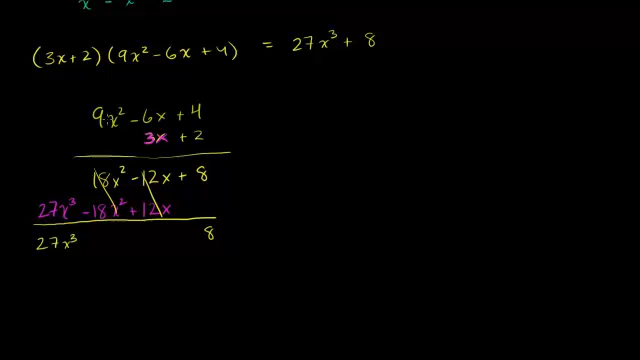 (3x+2)(9x² - 6x + 4) = 27x³ + 8
9x² - 6x + 4
3x + 2
18x² - 12x + 8
27x³ - 18x² + 12x
27x³ 8